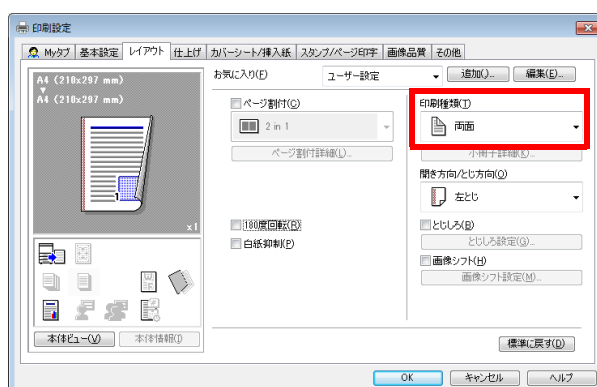 印刷設定
Myタブ 基本設定 レイアウト 仕上げ カバーシート/挿入紙 スタンプ/ページ印字 画像品質 その他
A4 (210x297 mm)
A4 (210x297 mm)
1
x1
お気に入り(F) ユーザー設定 追加()... 編集(E)...
ページ割付(C)
2 in 1
ページ割付詳細(L)...
180度回転(R)
白紙抑制(P)
印刷種類(T)
両面
小冊子詳細(K)...
開き方向/とじ方向(O)
左とじ
とじしろ(B)
とじしろ設定(G)...
画像シフト(H)
画像シフト設定(M)...
本体ビュー(V) 本体情報(I)
標準に戻す(D)
OK キャンセル ヘルプ